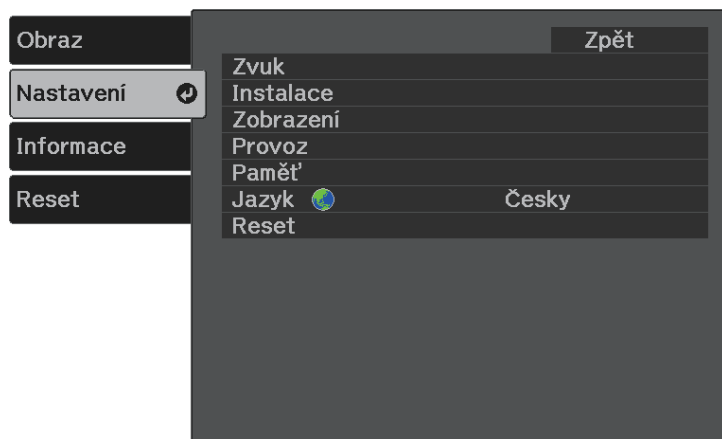 Obraz
Nastavení
Informace
Reset
Zpět
Zvuk
Instalace
Zobrazení
Provoz
Paměť
Jazyk Česky
Reset